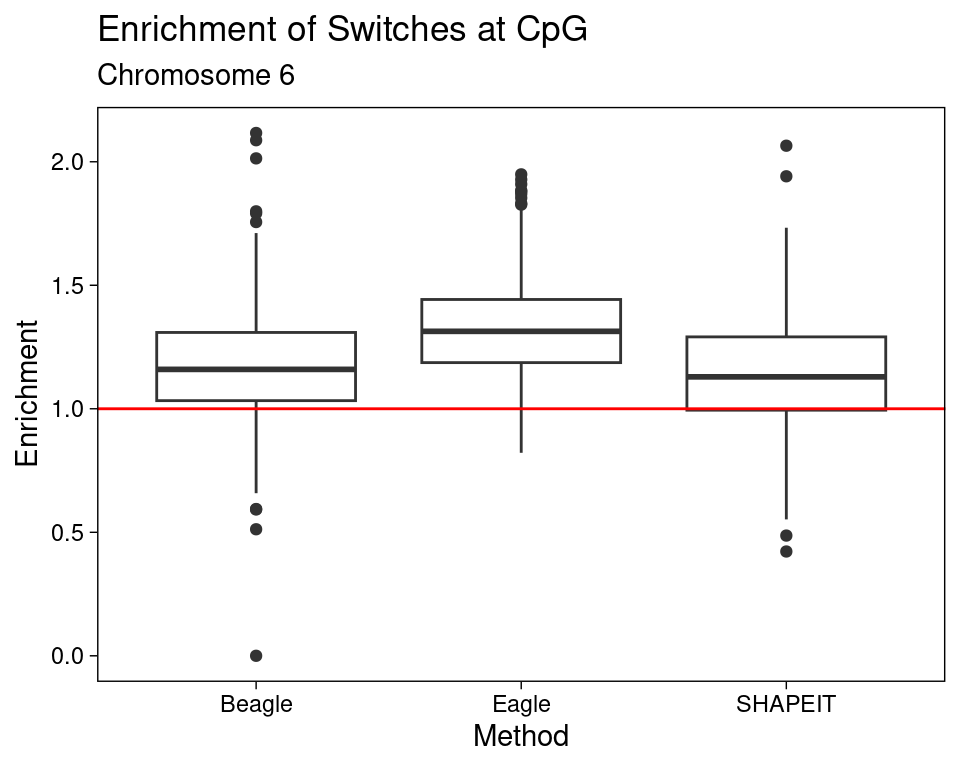 Enrichment of Switches at CpG
Chromosome 6
Enrichment
2.0
1.5
1.0
0.5
0.0
Beagle
Eagle
SHAPEIT
Method